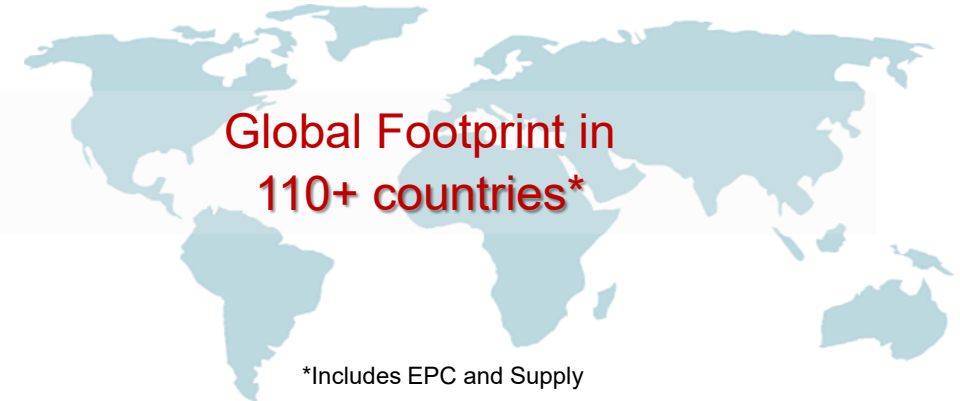 Global Footprint in
110+ countries*
*Includes EPC and Supply